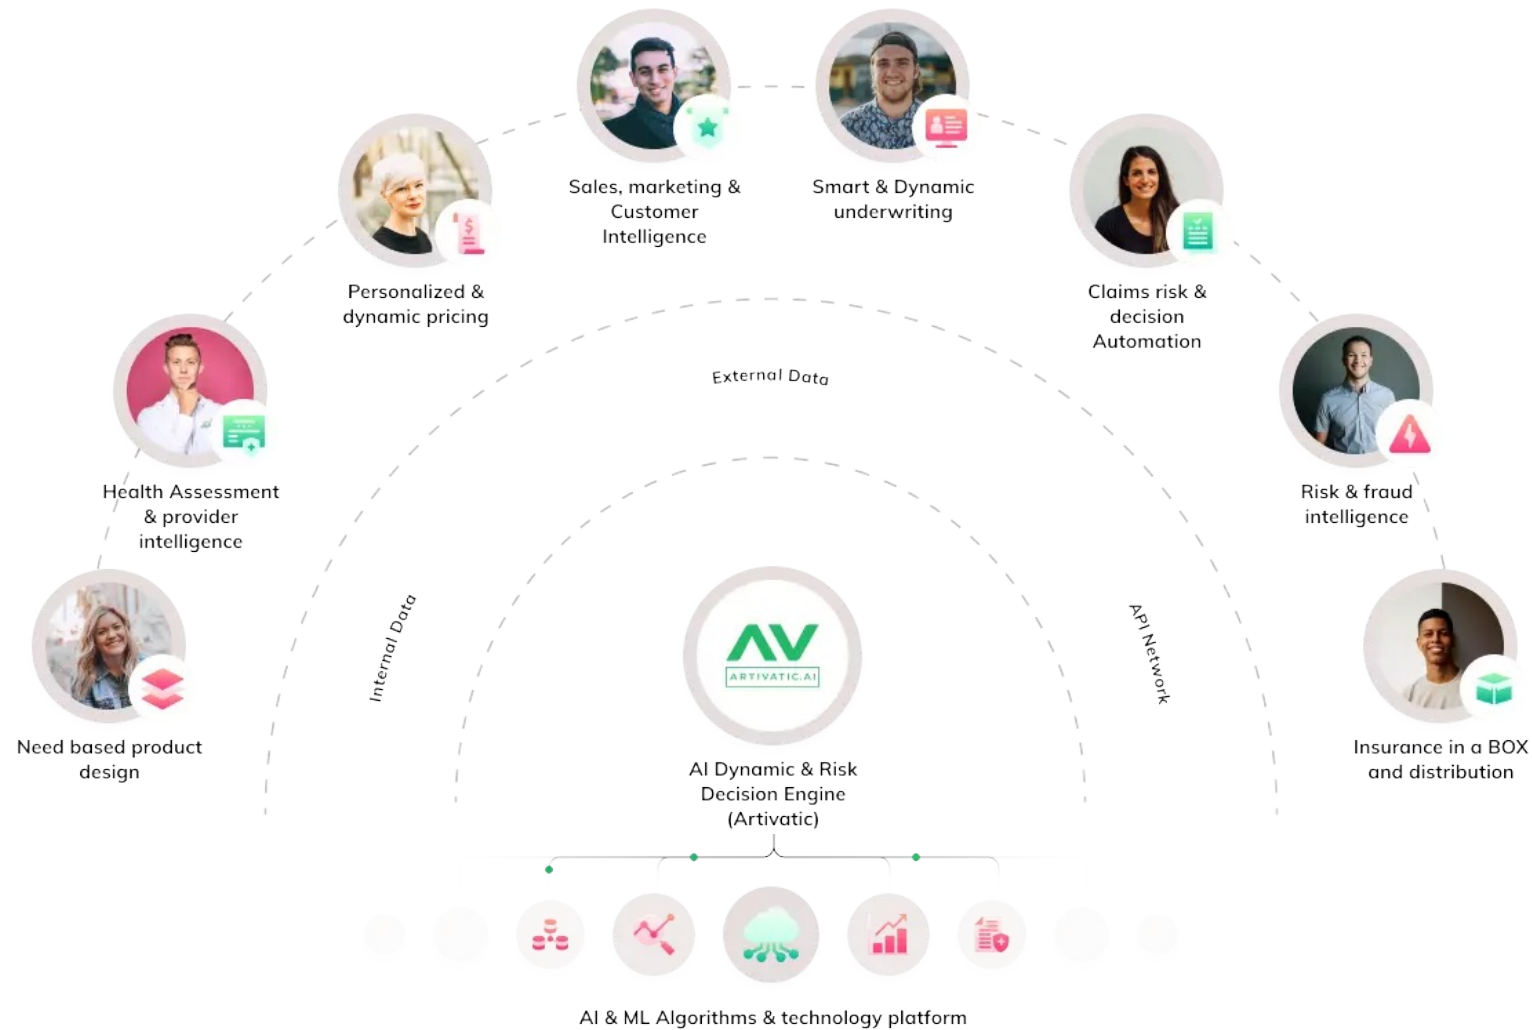 Sales, marketing &
Customer
Intelligence
Smart & Dynamic
underwriting
Personalized &
dynamic pricing
Claims risk &
decision
Automation
External Data
Health Assessment
& provider
intelligence
Risk & fraud
intelligence
Internal Data
API Network
AV
ARTIVATIC.AI
Need based product
design
Insurance in a BOX
and distribution
AI Dynamic & Risk
Decision Engine
(Artivatic)
AI & ML Algorithms & technology platform